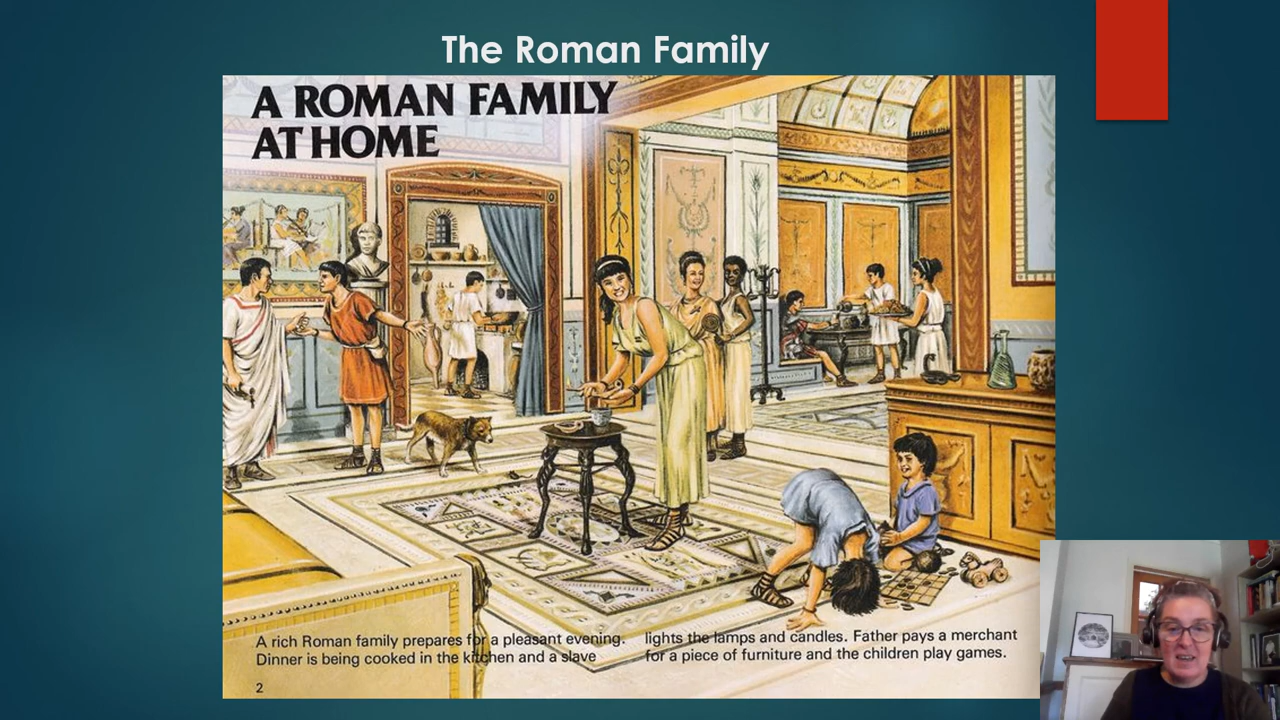 The Roman Family
A ROMAN FAMILY
AT HOME
A rich Roman family prepares for a pleasant evening.
Dinner is being cooked in the kitchen and a slave
lights the lamps and candles. Father pays a merchant
for a piece of furniture and the children play games.
2